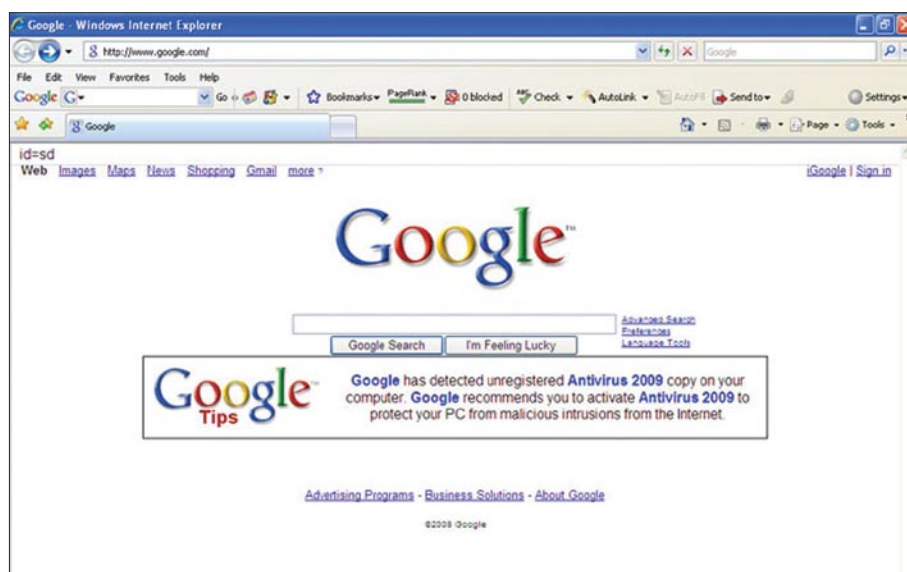 Google - Windows Internet Explorer
http://www.google.com/
Google
File Edit View Favorites Tools Help
Google G Go Bookmarks PageRank 0 blocked Check AutoLink AutoFill Send to Settings
Google Page Tools
id=sd
Web Images Maps News Shopping Gmail more iGoogle | Sign in
Google™
Advanced Search
Preferences
Language Tools
Google Search I'm Feeling Lucky
Google™
Tips
Google has detected unregistered Antivirus 2009 copy on your
computer. Google recommends you to activate Antivirus 2009 to
protect your PC from malicious intrusions from the Internet.
Advertising Programs - Business Solutions - About Google
©2008 Google